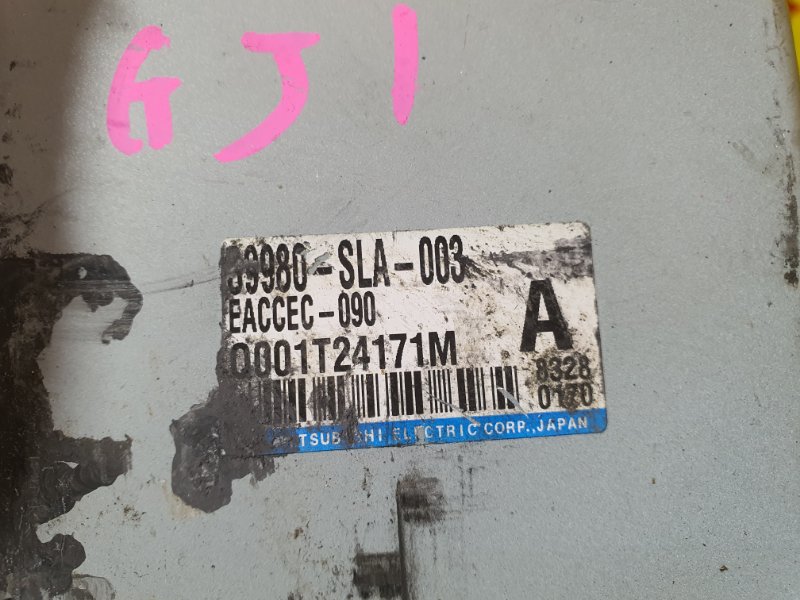 GJ1
39980-SLA-003
EACCEC-090
Q001T24171M
A
8328
0170
MITSUBISHI ELECTRIC CORP., JAPAN